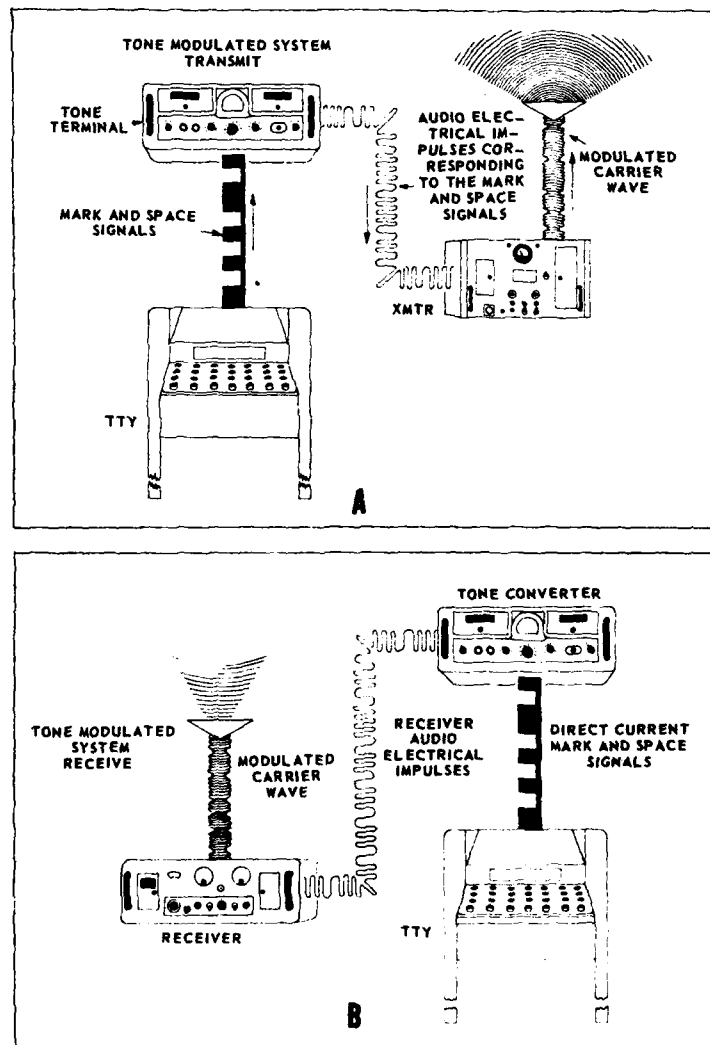 TONE MODULATED SYSTEM
TRANSMIT
TONE
TERMINAL
MARK AND SPACE
SIGNALS
TTY
AUDIO ELEC-
TRICAL IM-
PULSES COR-
RESPONDING
TO THE MARK
AND SPACE
SIGNALS
MODULATED
CARRIER
WAVE
XMTR
A
TONE CONVERTER
TONE MODULATED
SYSTEM
RECEIVE
MODULATED
CARRIER
WAVE
RECEIVER
AUDIO
ELECTRICAL
IMPULSES
DIRECT CURRENT
MARK AND SPACE
SIGNALS
RECEIVER
TTY
B